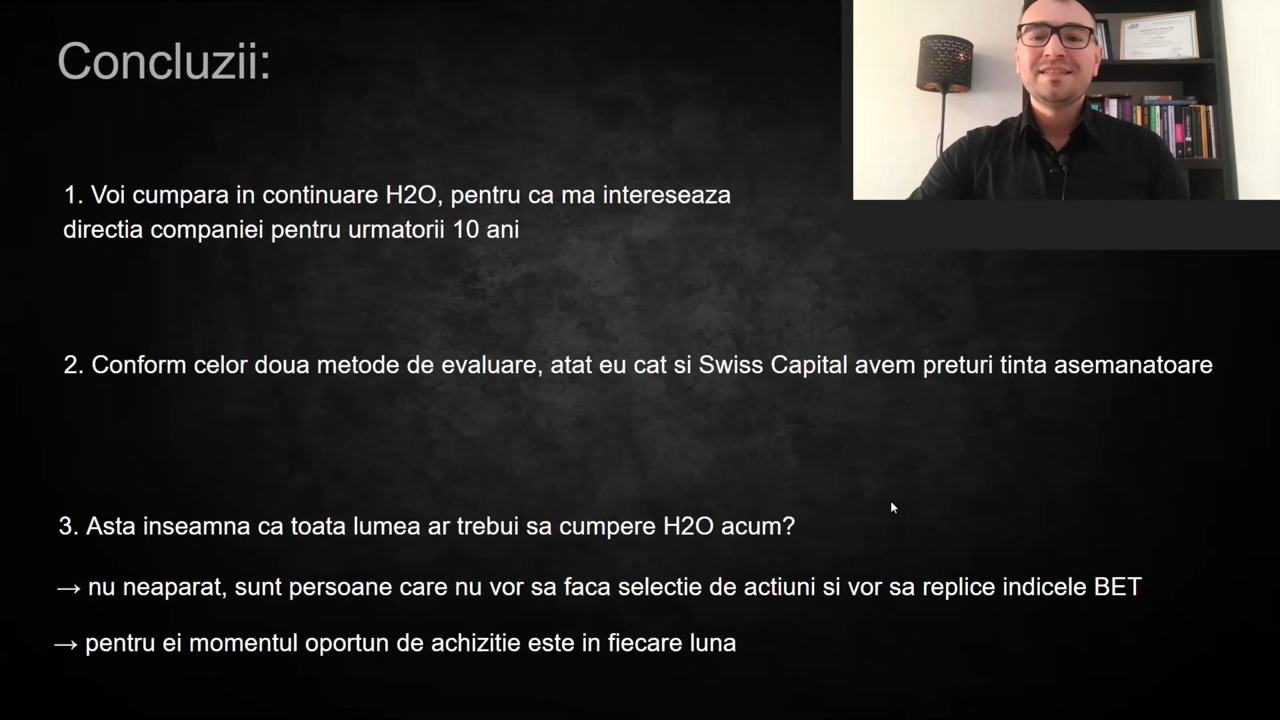 Concluzii:
1. Voi cumpara in continuare H2O, pentru ca ma intereseaza
directia companiei pentru urmatorii 10 ani
2. Conform celor doua metode de evaluare, atat eu cat si Swiss Capital avem preturi tinta asemanatoare
3. Asta inseamna ca toata lumea ar trebui sa cumpere H2O acum?
→ nu neaparat, sunt persoane care nu vor sa faca selectie de actiuni si vor sa replice indicele BET
→ pentru ei momentul oportun de achizitie este in fiecare luna